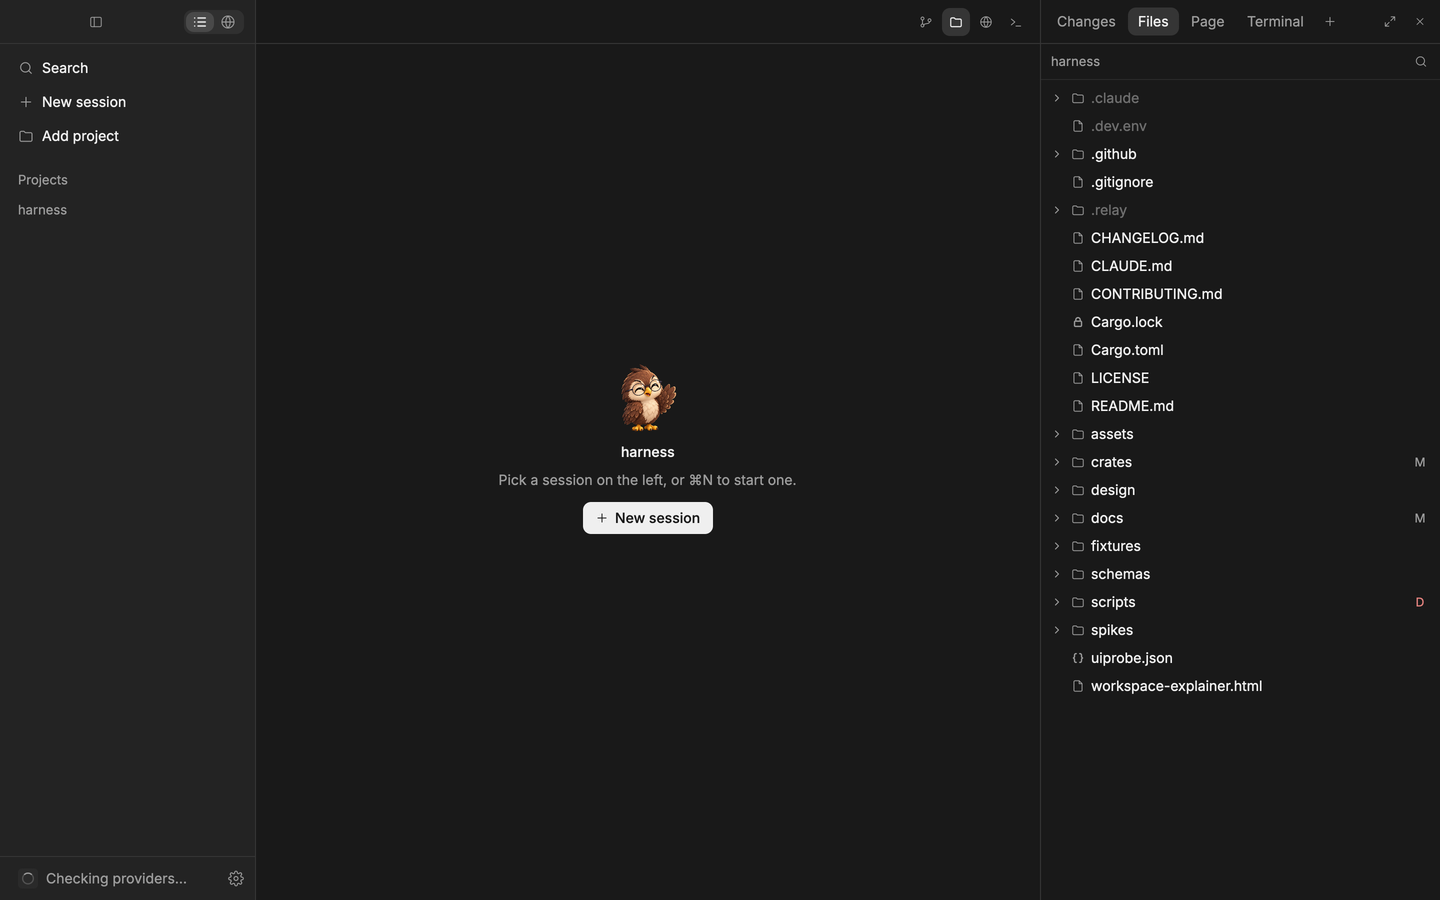 Changes
Files
Page
Terminal
Search
New session
Add project
Projects
harness
harness
Pick a session on the left, or ⌘N to start one.
New session
Checking providers...
harness
.claude
.dev.env
.github
.gitignore
.relay
CHANGELOG.md
CLAUDE.md
CONTRIBUTING.md
Cargo.lock
Cargo.toml
LICENSE
README.md
assets
crates M
design
docs M
fixtures
schemas
scripts D
spikes
uiprobe.json
workspace-explainer.html